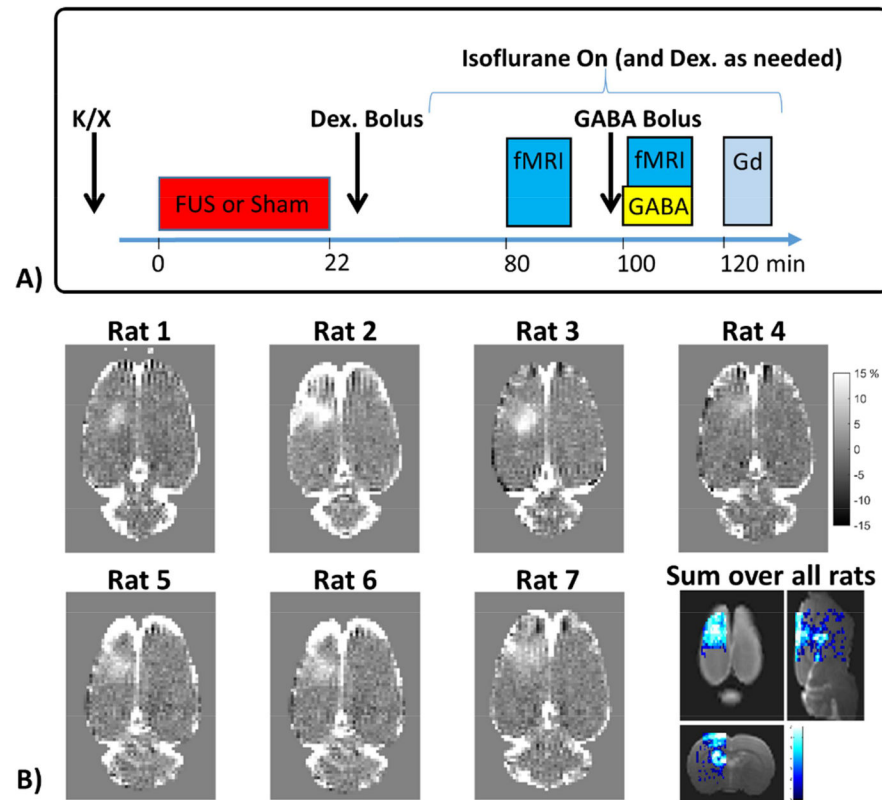 Isoflurane On (and Dex. as needed)
K/X
Dex. Bolus
GABA Bolus
FUS or Sham
fMRI
fMRI
GABA
Gd
0
22
80
100
120 min
A)
Rat 1
Rat 2
Rat 3
Rat 4
15 %
10
5
0
-5
-10
-15
Rat 5
Rat 6
Rat 7
Sum over all rats
B)